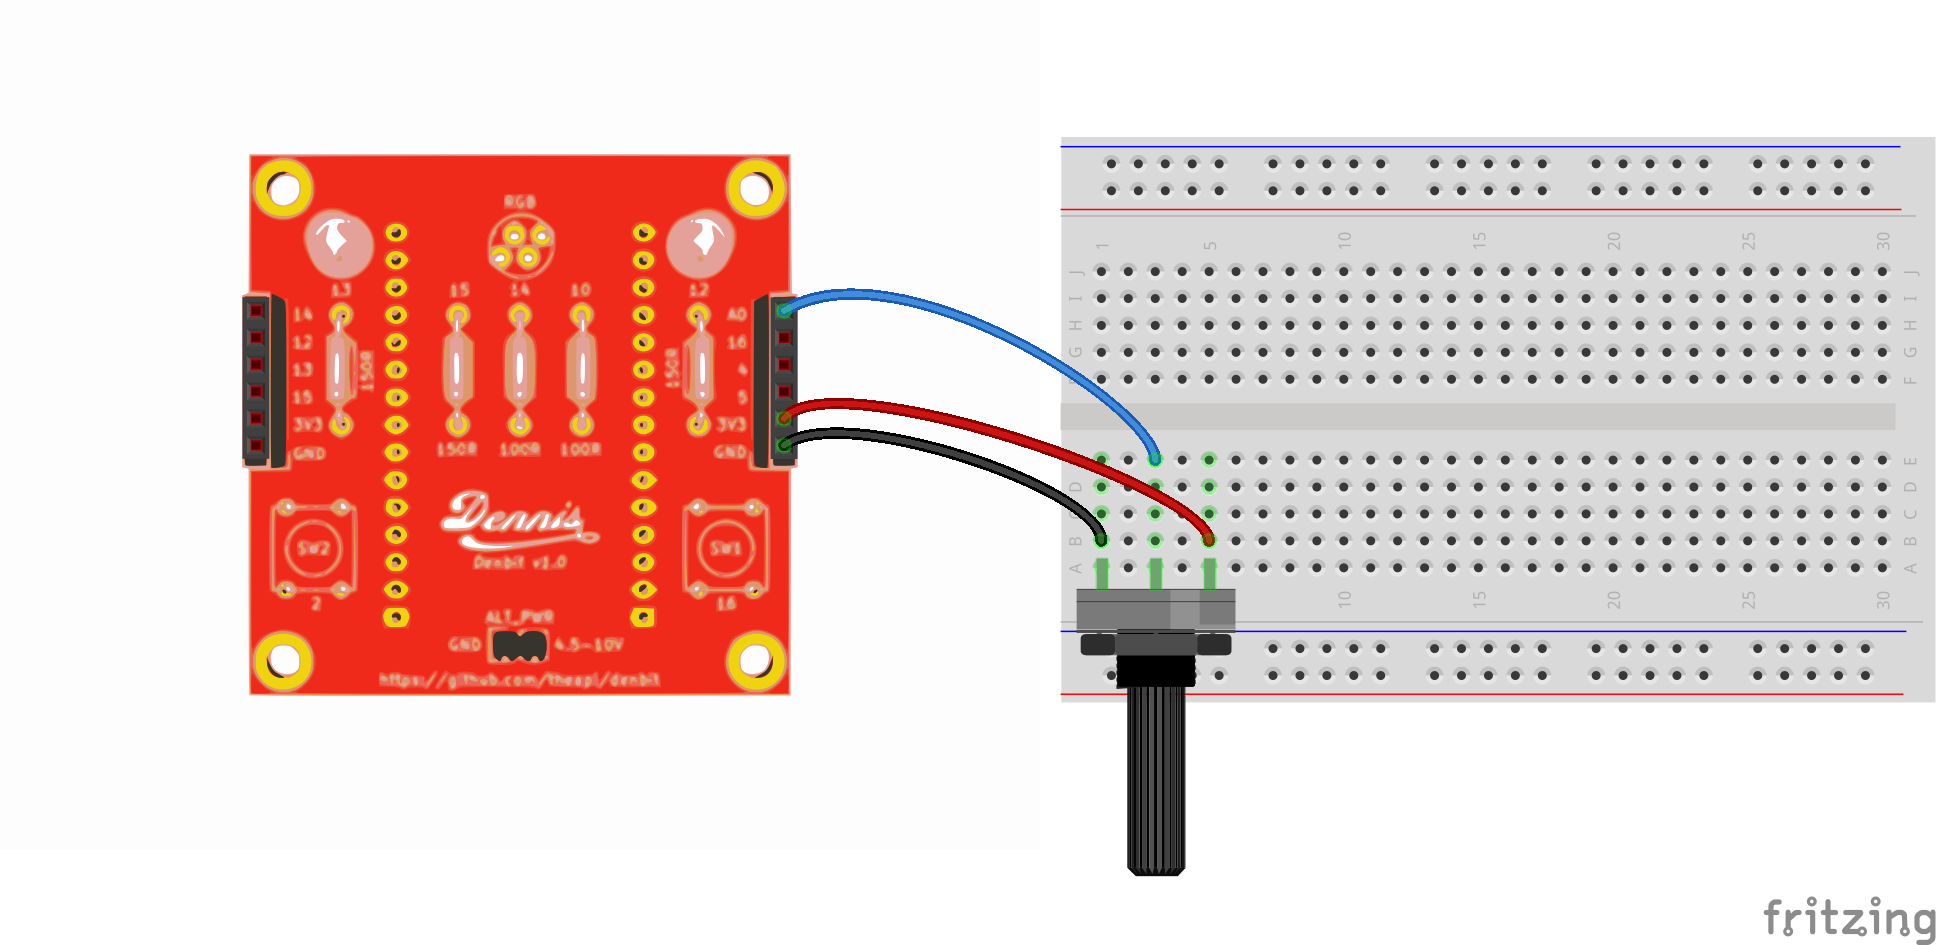 RGB
13
15
14
10
12
14
12
13
15
3V3
GND
150R
150R
A0
16
4
5
3V3
GND
150R
100R
100R
Dennis
Denbit v1.0
SW2
2
SW1
16
ALT_PWR
GND
4.5-10V
https://github.com/theapi/denbit
1 5 10 15 20 25 30
J J
I I
H H
G G
F
E
D D
C
B B
A A
10 15 20 25 30
fritzing